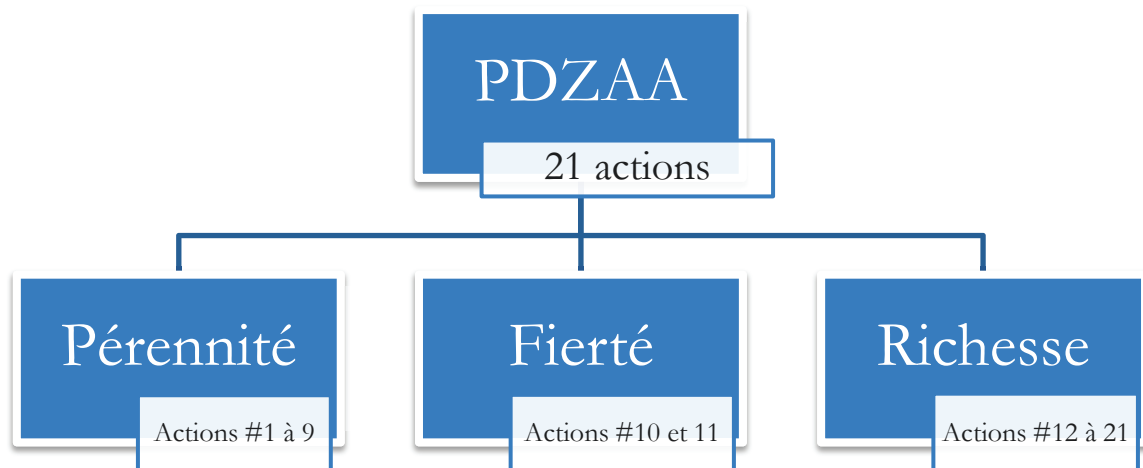 PDZAA
21 actions
Pérennité
Actions #1 à 9
Fierté
Actions #10 et 11
Richesse
Actions #12 à 21